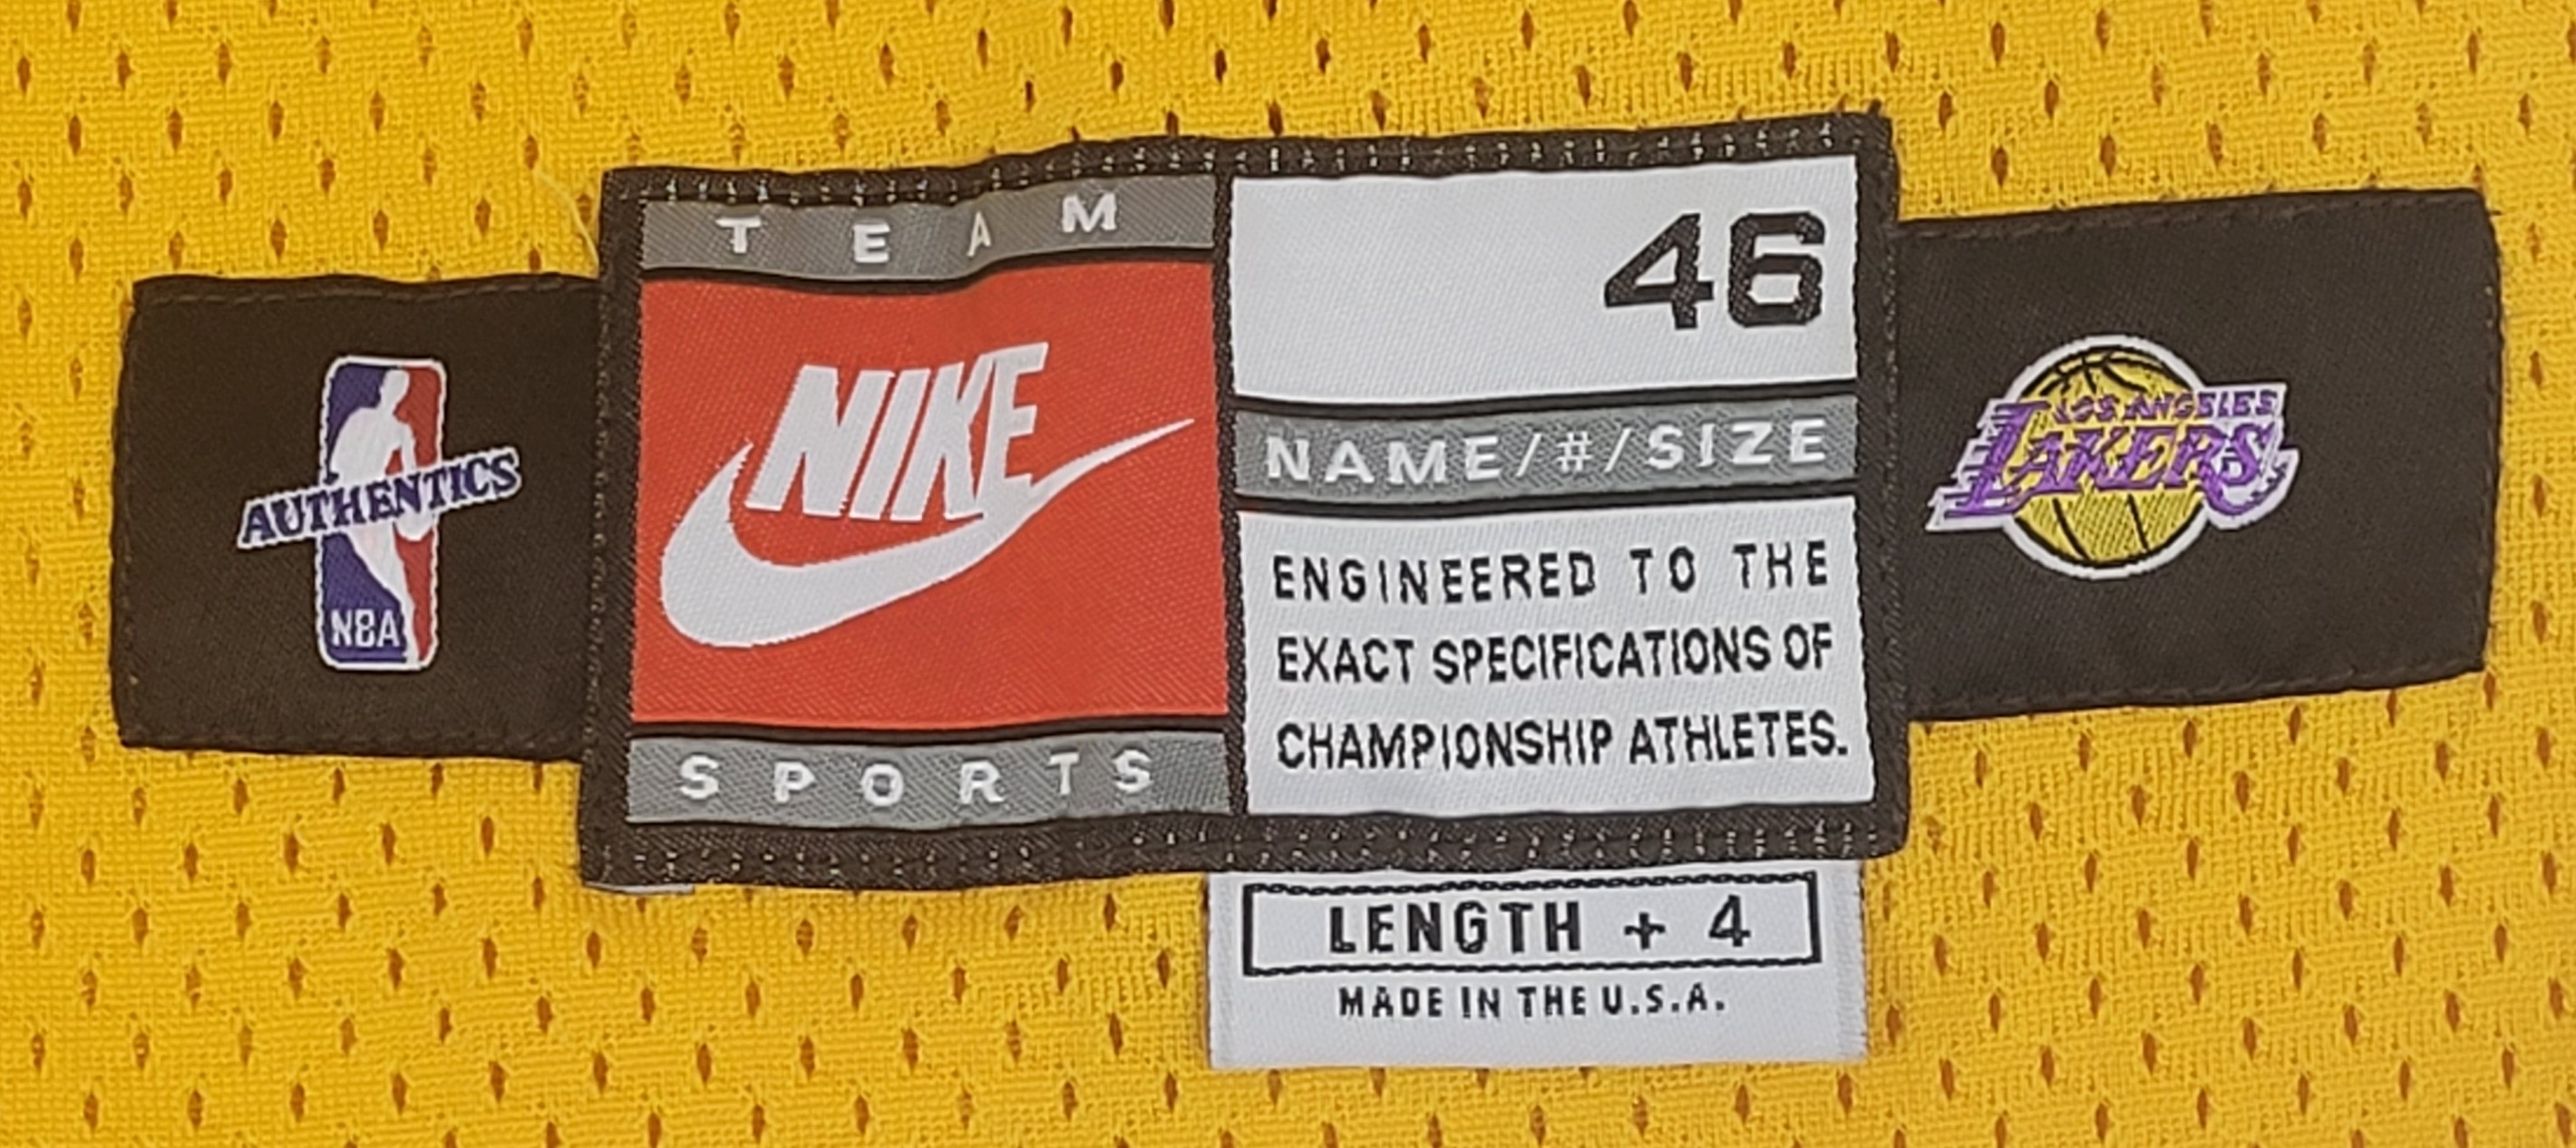 AUTHENTICS
NBA
TEAM
NIKE
SPORTS
46
NAME/#/SIZE
ENGINEERED TO THE
EXACT SPECIFICATIONS OF
CHAMPIONSHIP ATHLETES.
LENGTH + 4
MADE IN THE U.S.A.
LOS ANGELES
LAKERS